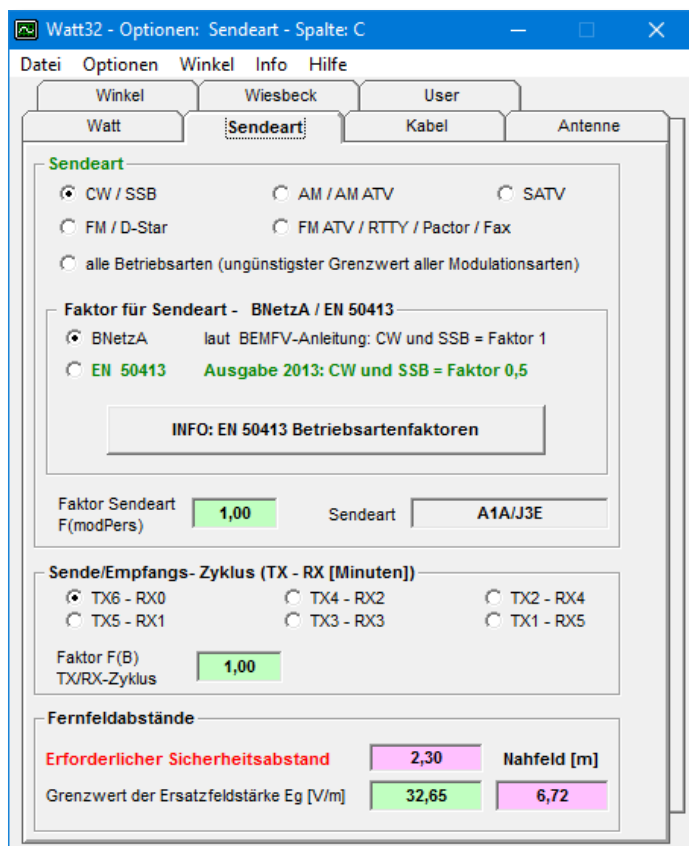 Watt32 - Optionen: Sendeart - Spalte: C
Datei Optionen Winkel Info Hilfe
Winkel Wiesbeck User
Watt Sendeart Kabel Antenne
Sendeart
CW / SSB AM / AM ATV SATV
FM / D-Star FM ATV / RTTY / Pactor / Fax
alle Betriebsarten (ungünstigster Grenzwert aller Modulationsarten)
Faktor für Sendeart - BNetzA / EN 50413
BNetzA laut BEMFV-Anleitung: CW und SSB = Faktor 1
EN 50413 Ausgabe 2013: CW und SSB = Faktor 0,5
INFO: EN 50413 Betriebsartenfaktoren
Faktor Sendeart
F(modPers) 1,00 Sendeart A1A/J3E
Sende/Empfangs- Zyklus (TX - RX [Minuten])
TX6 - RX0 TX4 - RX2 TX2 - RX4
TX5 - RX1 TX3 - RX3 TX1 - RX5
Faktor F(B)
TX/RX-Zyklus 1,00
Fernfeldabstände
Erforderlicher Sicherheitsabstand 2,30 Nahfeld [m]
Grenzwert der Ersatzfeldstärke Eg [V/m] 32,65 6,72